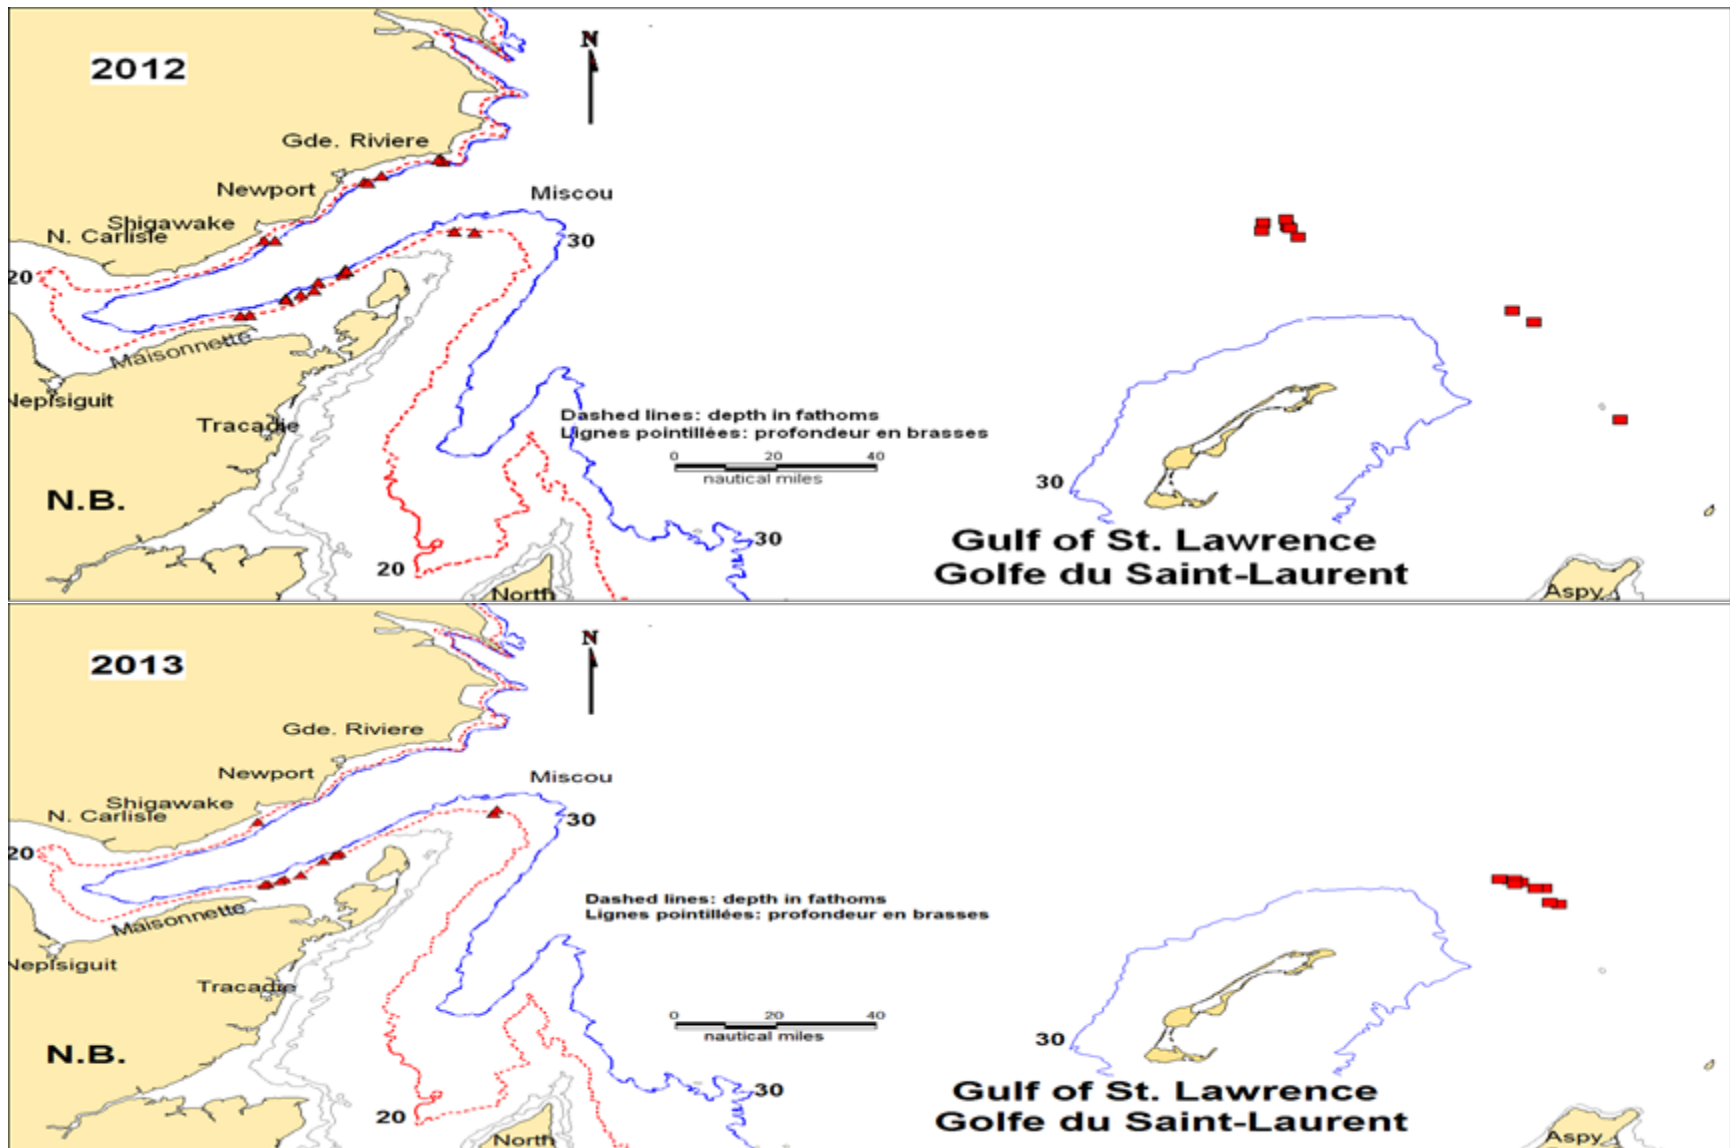 2012
N
Gde. Riviere
Newport
Miscou
Shigawake
N. Carlisle
30
20
Maisonnette
Nepisiguit
Tracadie
Dashed lines: depth in fathoms
Lignes pointillées: profondeur en brasses
0 20 40
nautical miles
30
N.B.
30
20
Gulf of St. Lawrence
Golfe du Saint-Laurent
North
Aspy
2013
N
Gde. Riviere
Newport
Miscou
Shigawake
N. Carlisle
30
20
Maisonnette
Nepisiguit
Tracadie
Dashed lines: depth in fathoms
Lignes pointillées: profondeur en brasses
0 20 40
nautical miles
30
N.B.
30
20
Gulf of St. Lawrence
Golfe du Saint-Laurent
North
Aspy